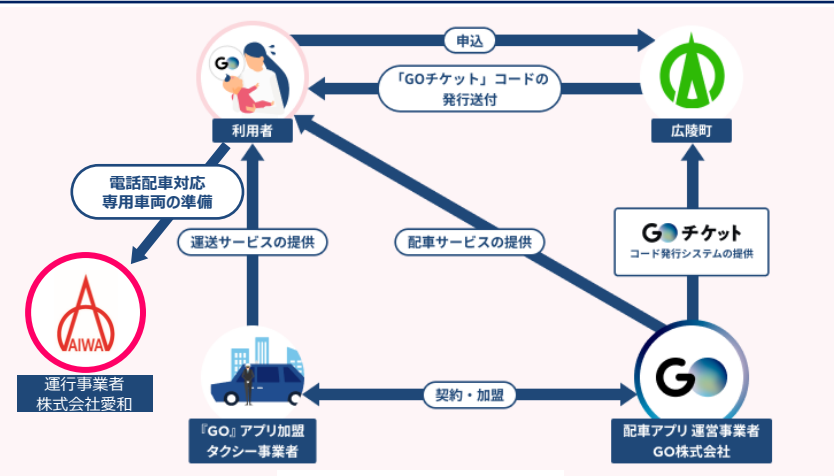 申込
「GOチケット」コードの
発行送付
GO
利用者
広陵町
電話配車対応
専用車両の準備
運送サービスの提供
配車サービスの提供
GOチケット
コード発行システムの提供
AIWA
運行事業者
株式会社愛和
契約・加盟
GO
『GO』アプリ加盟
タクシー事業者
配車アプリ 運営事業者
GO株式会社